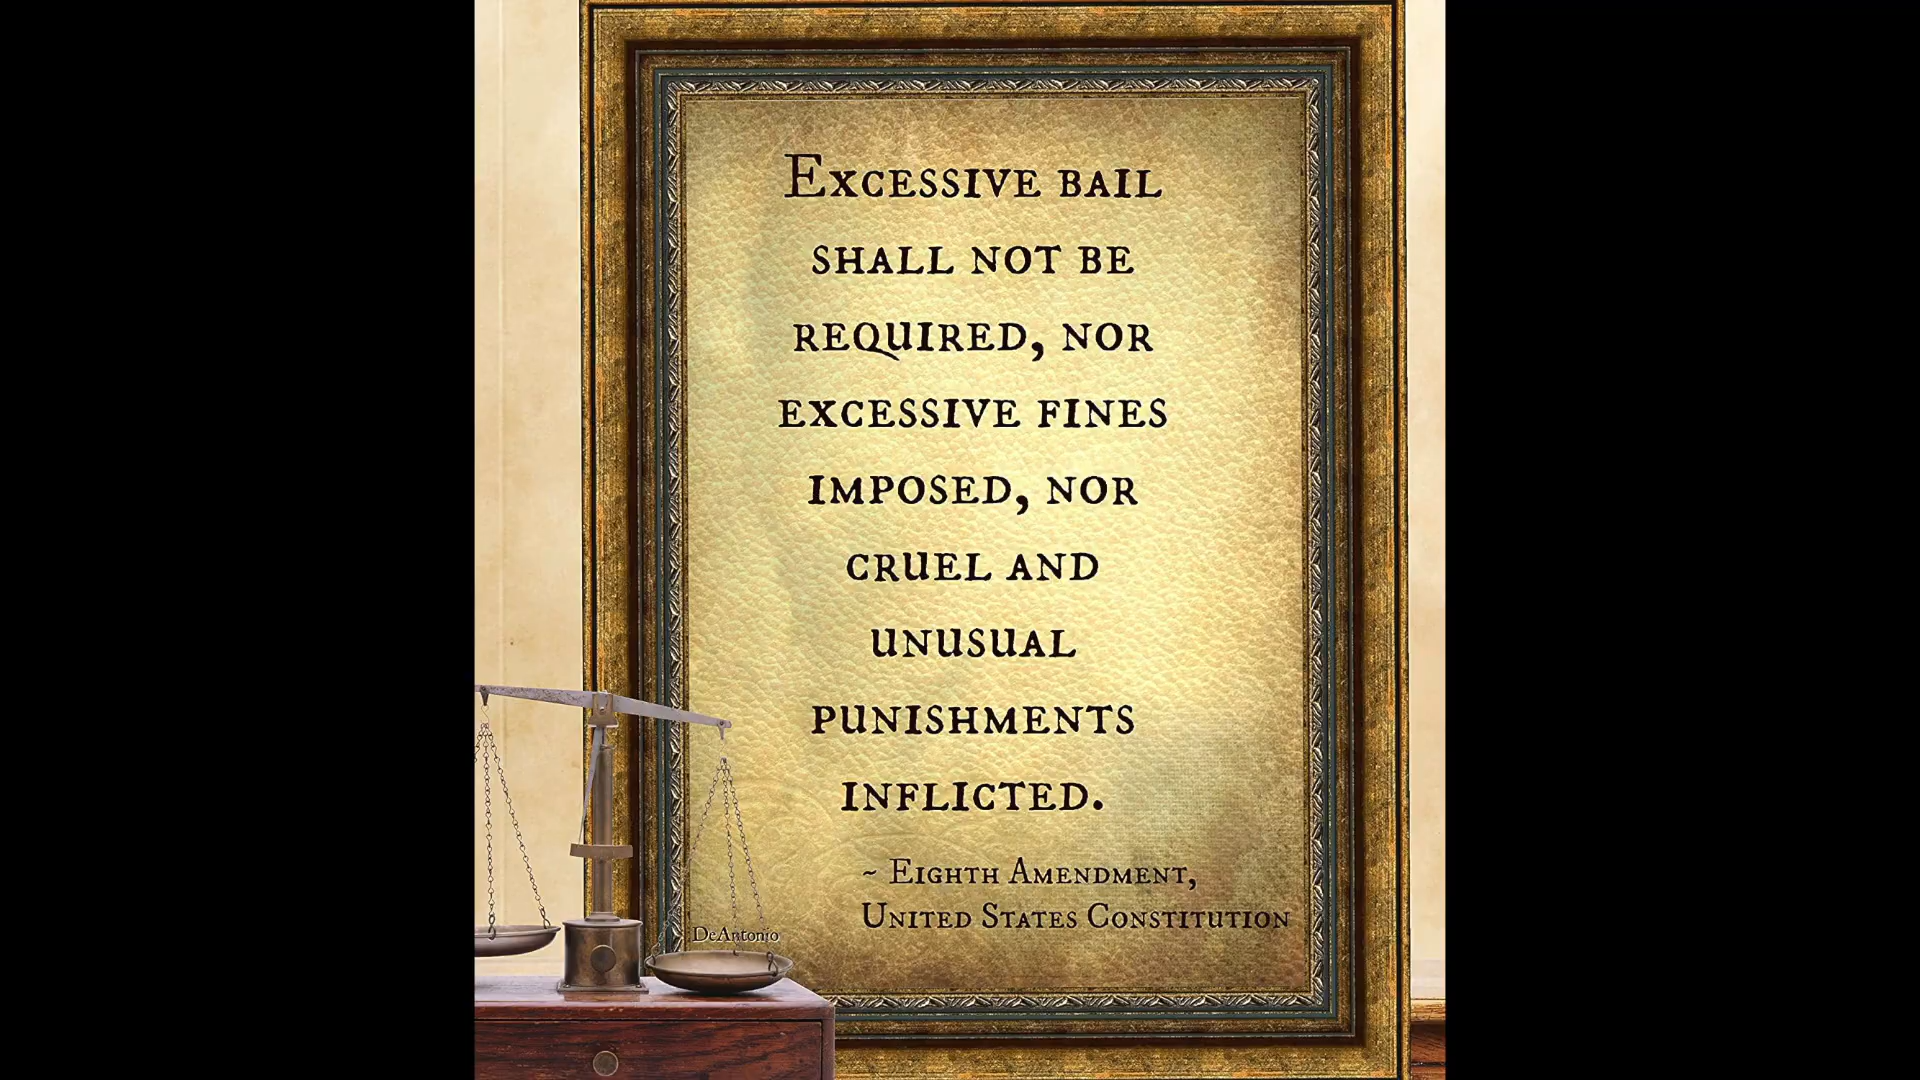 Excessive bail
shall not be
required, nor
excessive fines
imposed, nor
cruel and
unusual
punishments
inflicted.
~ Eighth Amendment,
United States Constitution
DeAntonio